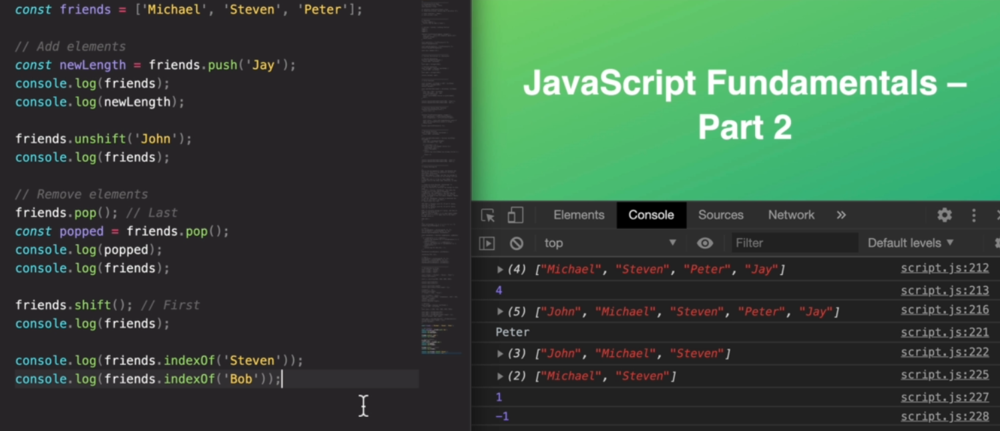 const friends = ['Michael', 'Steven', 'Peter'];
// Add elements
const newLength = friends.push('Jay');
console.log(friends);
console.log(newLength);
friends.unshift('John');
console.log(friends);
// Remove elements
friends.pop(); // Last
const popped = friends.pop();
console.log(popped);
console.log(friends);
friends.shift(); // First
console.log(friends);
console.log(friends.indexOf('Steven'));
console.log(friends.indexOf('Bob'));
JavaScript Fundamentals –
Part 2
Elements Console Sources Network »
top Filter Default levels
(4) ["Michael", "Steven", "Peter", "Jay"] script.js:212
4 script.js:213
(5) ["John", "Michael", "Steven", "Peter", "Jay"] script.js:216
Peter script.js:221
(3) ["John", "Michael", "Steven"] script.js:222
(2) ["Michael", "Steven"] script.js:225
1 script.js:227
-1 script.js:228